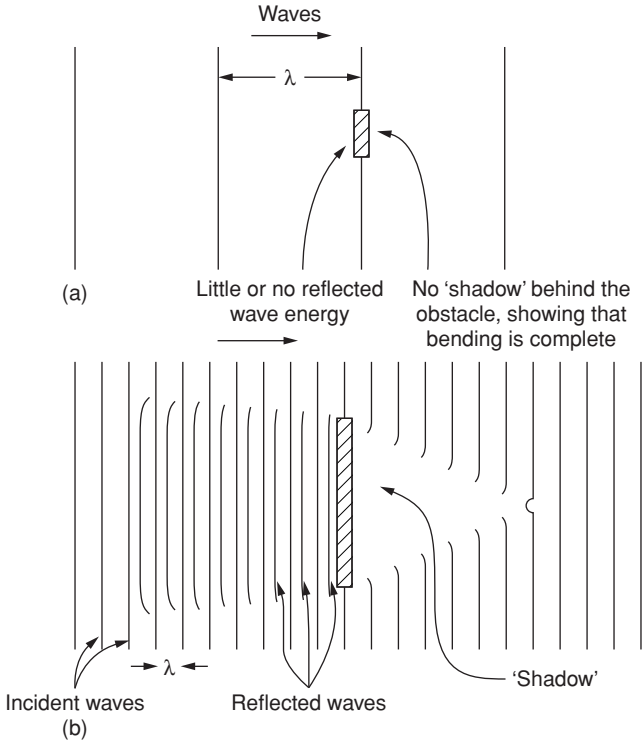 Waves
λ
(a)
Little or no reflected
wave energy
No ‘shadow’ behind the
obstacle, showing that
bending is complete
λ
Incident waves
Reflected waves
‘Shadow’
(b)